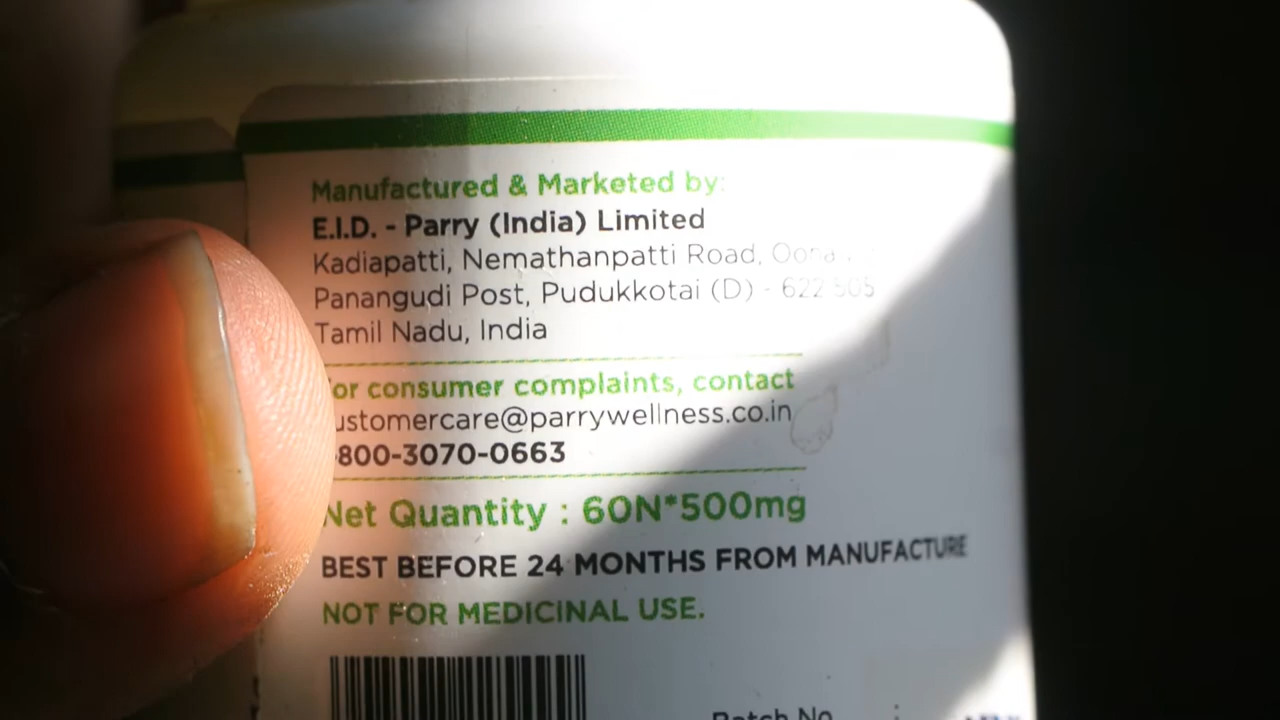 Manufactured & Marketed by:
E.I.D. - Parry (India) Limited
Kadiapatti, Nemathanpatti Road,
Panangudi Post, Pudukkotai (D) - 622 505
Tamil Nadu, India
or consumer complaints, contact
ustomercare@parrywellness.co.in
800-3070-0663
Net Quantity : 60N*500mg
BEST BEFORE 24 MONTHS FROM MANUFACTURE
NOT FOR MEDICINAL USE.
Batch No :